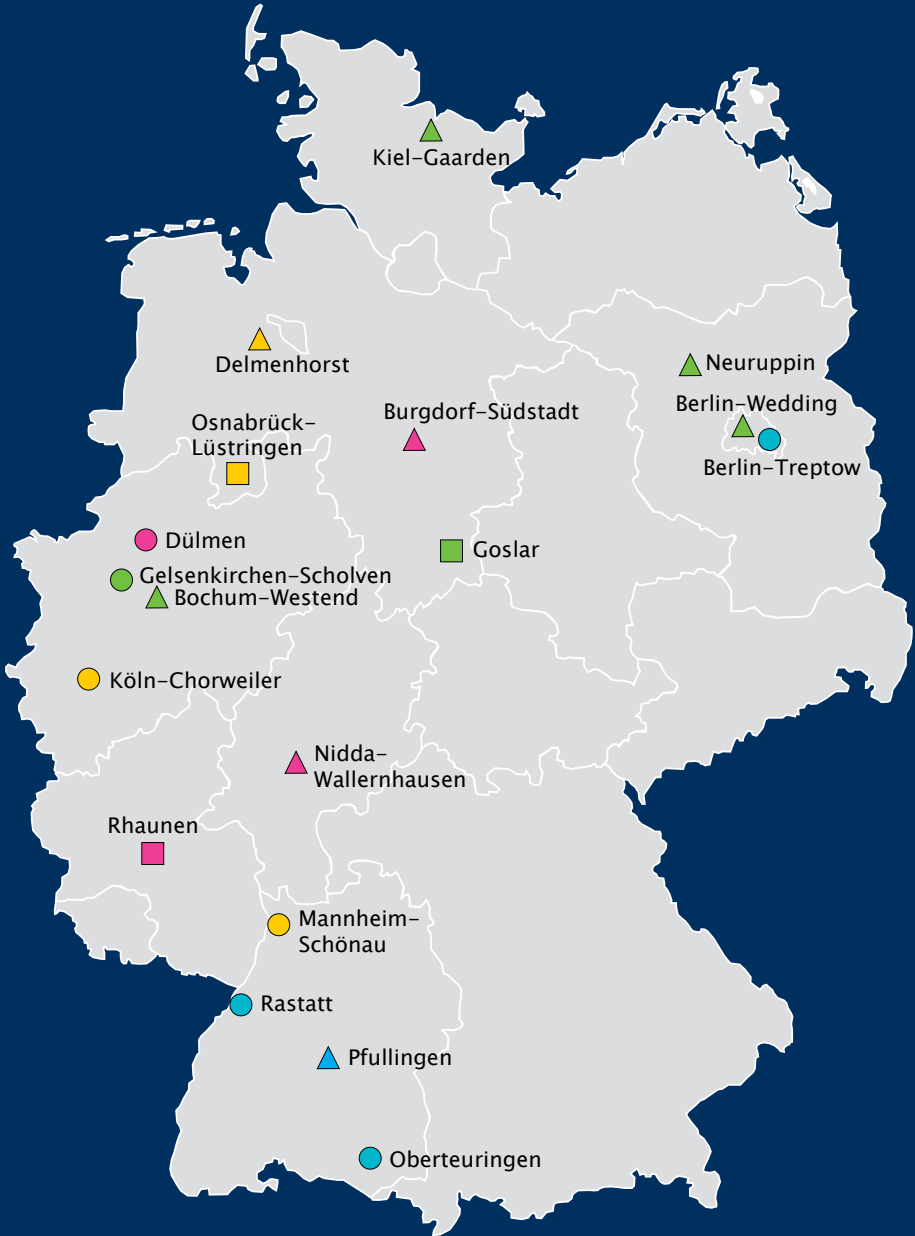 Kiel-Gaarden
Delmenhorst
Neuruppin
Berlin-Wedding
Burgdorf-Südstadt
Osnabrück-
Lüstringen
Berlin-Treptow
Dülmen
Goslar
Gelsenkirchen-Scholven
Bochum-Westend
Köln-Chorweiler
Nidda-
Wallernhausen
Rhaunen
Mannheim-
Schönau
Rastatt
Pfullingen
Oberteuringen